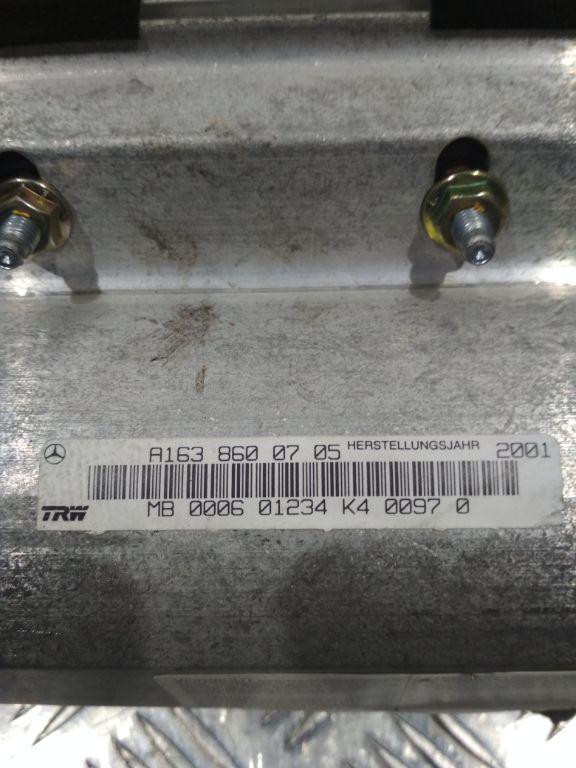 A163 860 07 05 HERSTELLUNGSJAHR 2001
TRW MB 0006 01234 K4 0097 0